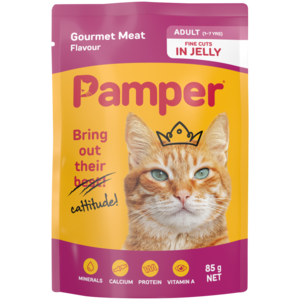 Gourmet Meat
Flavour
ADULT (1-7 YRS)
FINE CUTS
IN JELLY
Pamper
Bring
out
their
best!
cattitude!
MINERALS
CALCIUM
PROTEIN
VITAMIN A
85 g
NET